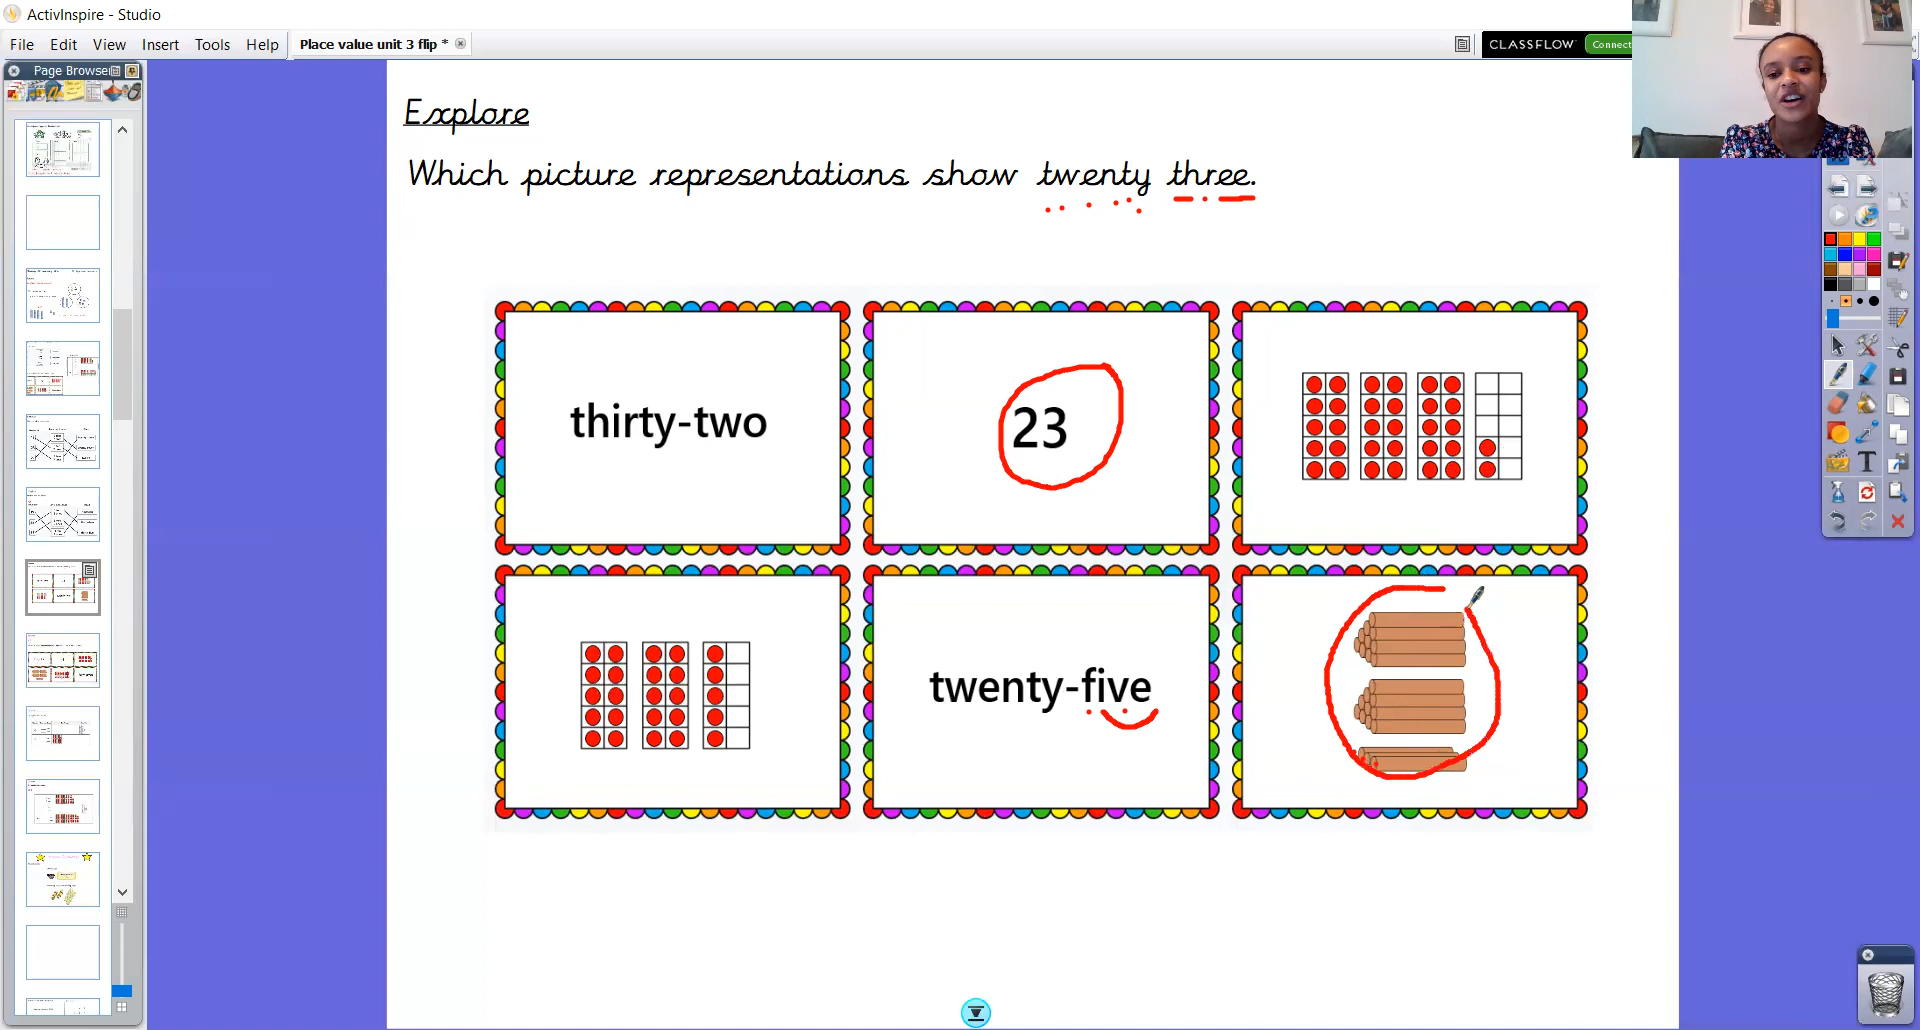 ActivInspire - Studio
File Edit View Insert Tools Help
Place value unit 3 flip *
CLASSFLOW Connect
Page Browser
Explore
Which picture representations show twenty three.
thirty-two
23
twenty-five
T